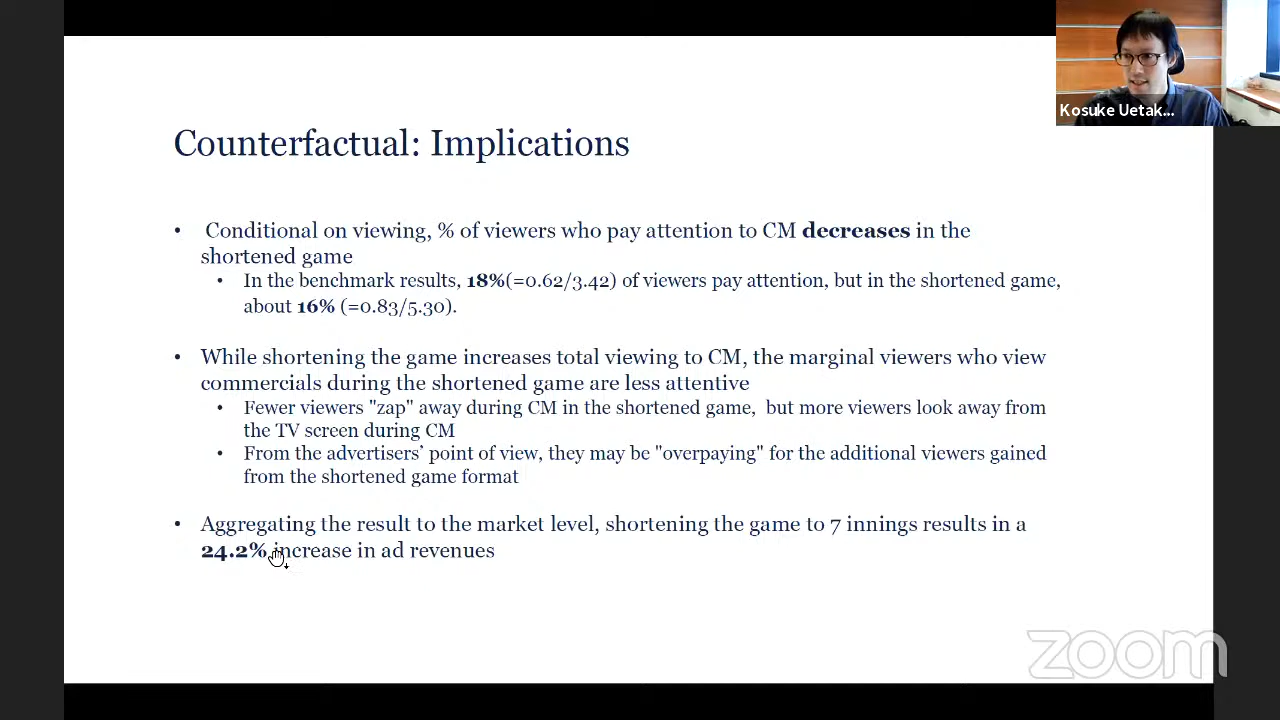 Kosuke Uetak...
Counterfactual: Implications
• Conditional on viewing, % of viewers who pay attention to CM decreases in the
shortened game
• In the benchmark results, 18%(=0.62/3.42) of viewers pay attention, but in the shortened game,
about 16% (=0.83/5.30).
• While shortening the game increases total viewing to CM, the marginal viewers who view
commercials during the shortened game are less attentive
• Fewer viewers "zap" away during CM in the shortened game, but more viewers look away from
the TV screen during CM
• From the advertisers’ point of view, they may be "overpaying" for the additional viewers gained
from the shortened game format
• Aggregating the result to the market level, shortening the game to 7 innings results in a
24.2% increase in ad revenues
zoom